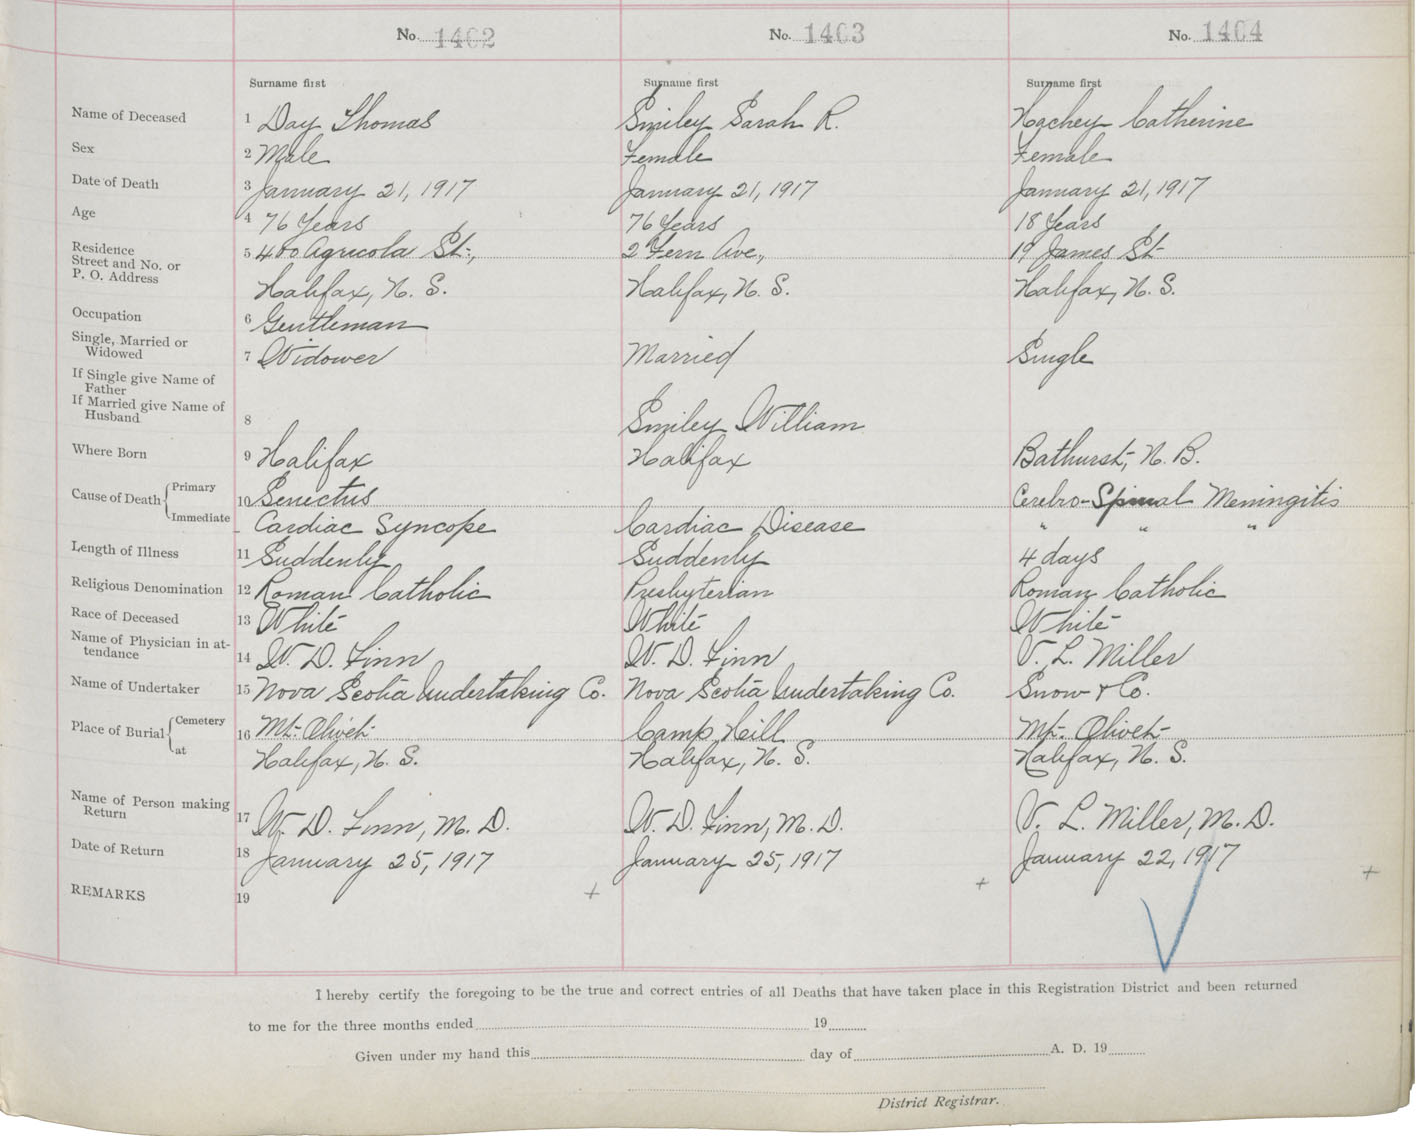 No. 1402 No. 1403 No. 1404
Surname first Surname first Surname first
Name of Deceased 1 Day Thomas Smiley Sarah R. Hachey Catherine
Sex 2 Male Female Female
Date of Death 3 January 21, 1917 January 21, 1917 January 21, 1917
Age 4 76 Years 76 Years 18 Years
Residence
Street and No. or 5 400 Agricola St., 2 Fern Ave., 19 James St
P. O. Address Halifax, N. S. Halifax, N. S. Halifax, N. S.
Occupation 6 Gentleman
Single, Married or
Widowed 7 Widower Married Single
If Single give Name of
Father
If Married give Name of
Husband 8 Smiley William
Where Born 9 Halifax Halifax Bathurst, N. B.
Cause of Death Primary 10 Senectus Cerebro-Spinal Meningitis
Immediate Cardiac Syncope Cardiac Disease " " "
Length of Illness 11 Suddenly Suddenly 4 days
Religious Denomination 12 Roman Catholic Presbyterian Roman Catholic
Race of Deceased 13 White White White
Name of Physician in at-
tendance 14 W. D. Finn W. D. Finn V. L. Miller
Name of Undertaker 15 Nova Scotia Undertaking Co. Nova Scotia Undertaking Co. Snow & Co.
Place of Burial Cemetery 16 Mt. Olivet Camp Hill Mt. Olivet
at Halifax, N. S. Halifax, N. S. Halifax, N. S.
Name of Person making
Return 17 W. D. Finn, M. D. W. D. Finn, M. D. V. L. Miller, M. D.
Date of Return 18 January 25, 1917 January 25, 1917 January 22, 1917
REMARKS 19 + + +
I hereby certify the foregoing to be the true and correct entries of all Deaths that have taken place in this Registration District and been returned
to me for the three months ended 19
Given under my hand this day of A. D. 19
District Registrar.